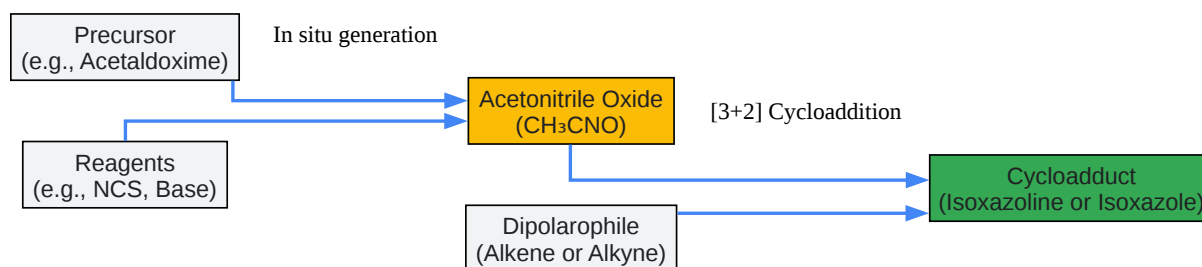 Precursor
(e.g., Acetaldoxime)
In situ generation
Acetonitrile Oxide
(CH₃CNO)
[3+2] Cycloaddition
Reagents
(e.g., NCS, Base)
Cycloadduct
(Isoxazoline or Isoxazole)
Dipolarophile
(Alkene or Alkyne)